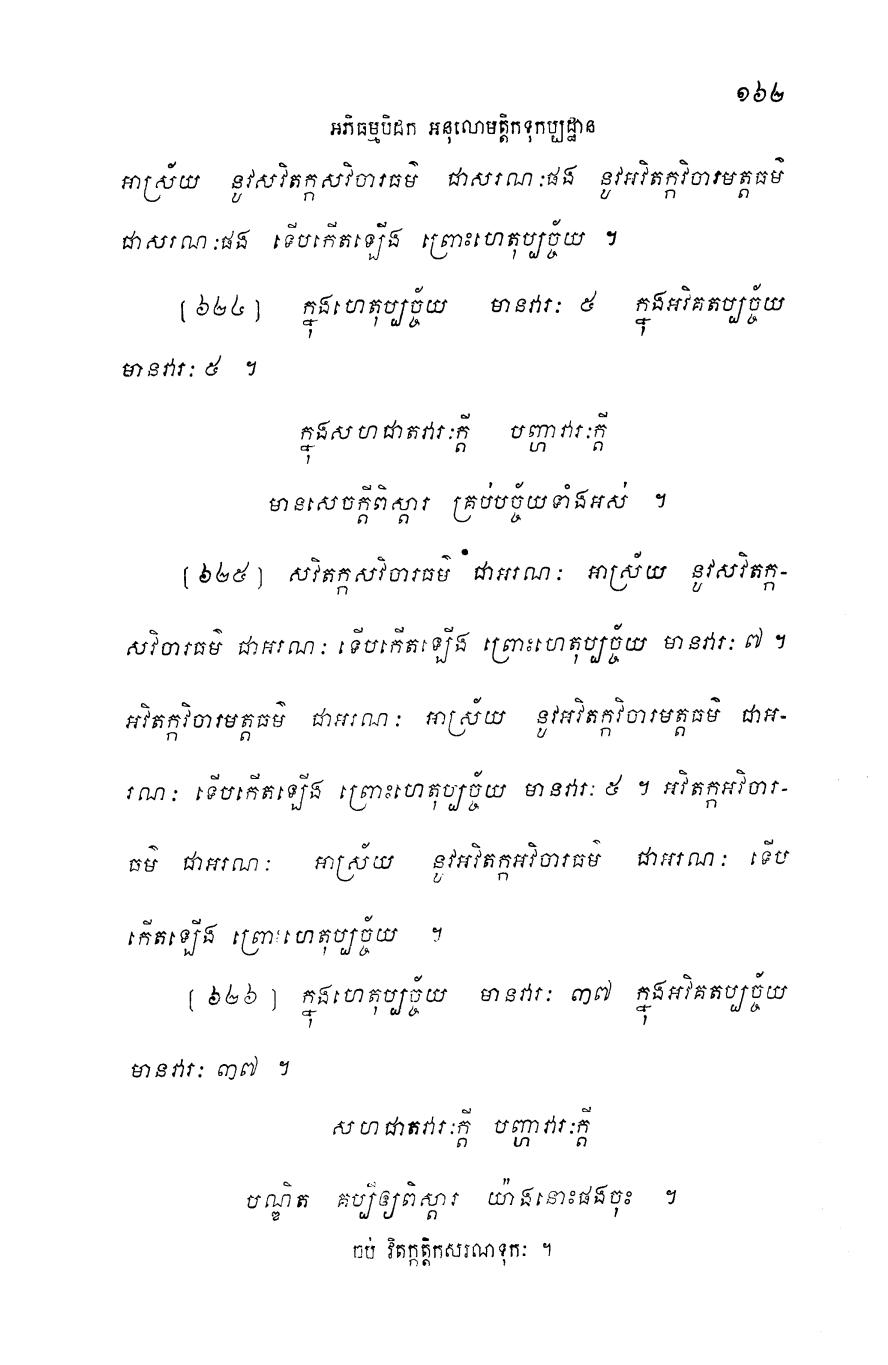 ១៦២
អភិធម្មបិដក អនុលោមត្តិកទុកប្បដ្ឋាន
អាស្រ័យ នូវសវិតក្កសវិចារធម៌ ជាសរណៈផង នូវអវិតក្កវិចារមត្តធម៌
ជាសរណៈផង ទើបកើតឡើង ព្រោះហេតុប្បច្ច័យ ។
[៦២៤] ក្នុងហេតុប្បច្ច័យ មានវារៈ ៥ ក្នុងអវិគតប្បច្ច័យ
មានវារៈ ៥ ។
ក្នុងសហជាតវារៈក្តី បញ្ហាវារៈក្តី
មានសេចក្តីពិស្តារ គ្រប់បច្ច័យទាំងអស់ ។
[៦២៥] សវិតក្កសវិចារធម៌ ជាអរណៈ អាស្រ័យ នូវសវិតក្ក-
សវិចារធម៌ ជាអរណៈ ទើបកើតឡើង ព្រោះហេតុប្បច្ច័យ មានវារៈ ៧ ។
អវិតក្កវិចារមត្តធម៌ ជាអរណៈ អាស្រ័យ នូវអវិតក្កវិចារមត្តធម៌ ជាអ-
រណៈ ទើបកើតឡើង ព្រោះហេតុប្បច្ច័យ មានវារៈ ៥ ។ អវិតក្កអវិចារ-
ធម៌ ជាអរណៈ អាស្រ័យ នូវអវិតក្កអវិចារធម៌ ជាអរណៈ ទើប
កើតឡើង ព្រោះហេតុប្បច្ច័យ ។
[៦២៦] ក្នុងហេតុប្បច្ច័យ មានវារៈ ៣៧ ក្នុងអវិគតប្បច្ច័យ
មានវារៈ ៣៧ ។
សហជាតវារៈក្តី បញ្ហាវារៈក្តី
បណ្ឌិត គប្បីឲ្យពិស្តារ យ៉ាងនោះផងចុះ ។
ចប់ វិតក្កត្តិកសរណទុកៈ ។